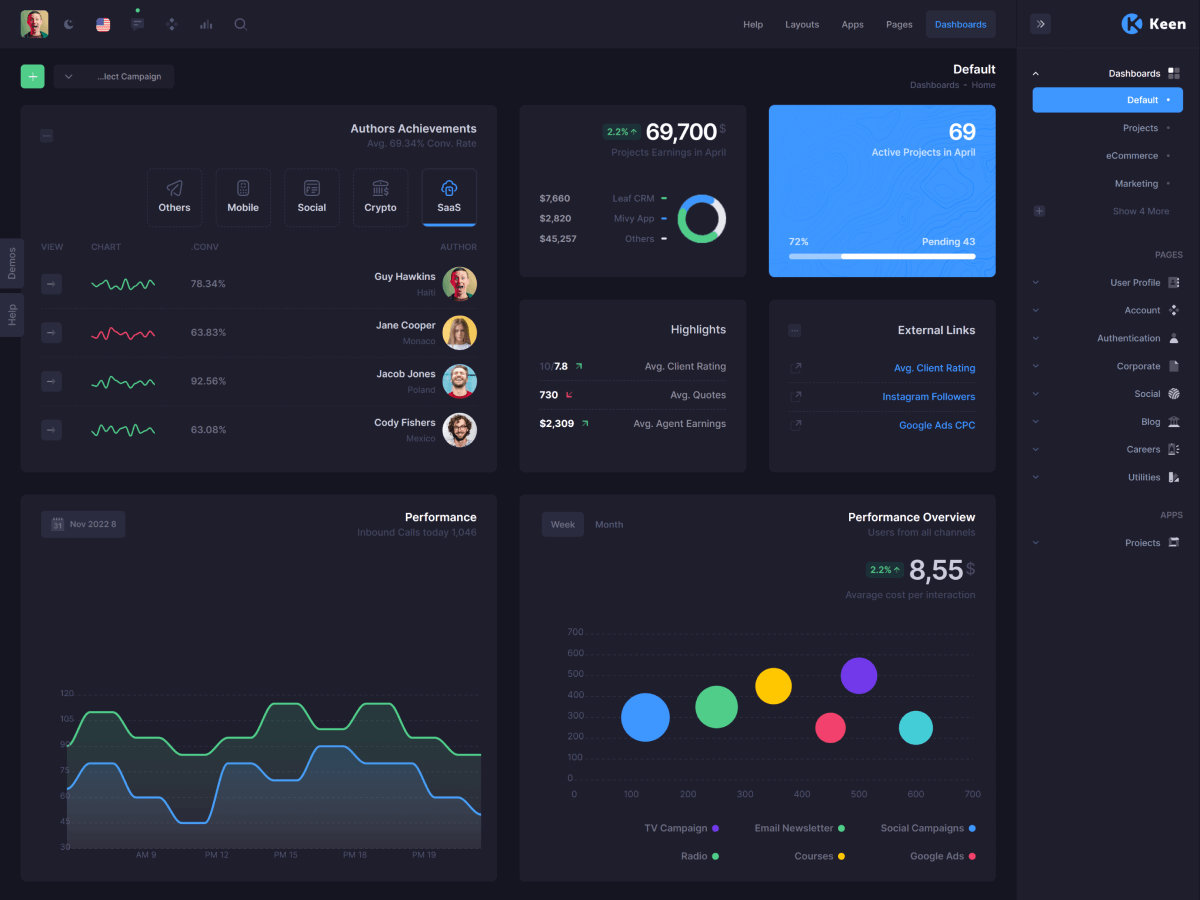 Help
Layouts
Apps
Pages
Dashboards
Keen
...lect Campaign
Default
Dashboards - Home
Authors Achievements
Avg. 69.34% Conv. Rate
Others
Mobile
Social
Crypto
SaaS
VIEW
CHART
.CONV
AUTHOR
78.34%
Guy Hawkins
Haiti
63.83%
Jane Cooper
Monaco
92.56%
Jacob Jones
Poland
63.08%
Cody Fishers
Mexico
2.2%
69,700 $
Projects Earnings in April
$7,660
Leaf CRM
$2,820
Mivy App
$45,257
Others
69
Active Projects in April
72%
Pending 43
Highlights
10/7.8
Avg. Client Rating
730
Avg. Quotes
$2,309
Avg. Agent Earnings
External Links
Avg. Client Rating
Instagram Followers
Google Ads CPC
31
Nov 2022 8
Performance
Inbound Calls today 1,046
120
105
90
75
60
45
30
AM 9
PM 12
PM 15
PM 18
PM 19
Week
Month
Performance Overview
Users from all channels
2.2%
8,55 $
Avarage cost per interaction
700
600
500
400
300
200
100
0
0
100
200
300
400
500
600
700
TV Campaign
Email Newsletter
Social Campaigns
Radio
Courses
Google Ads
Demos
Help
Dashboards
Default
Projects
eCommerce
Marketing
Show 4 More
PAGES
User Profile
Account
Authentication
Corporate
Social
Blog
Careers
Utilities
APPS
Projects